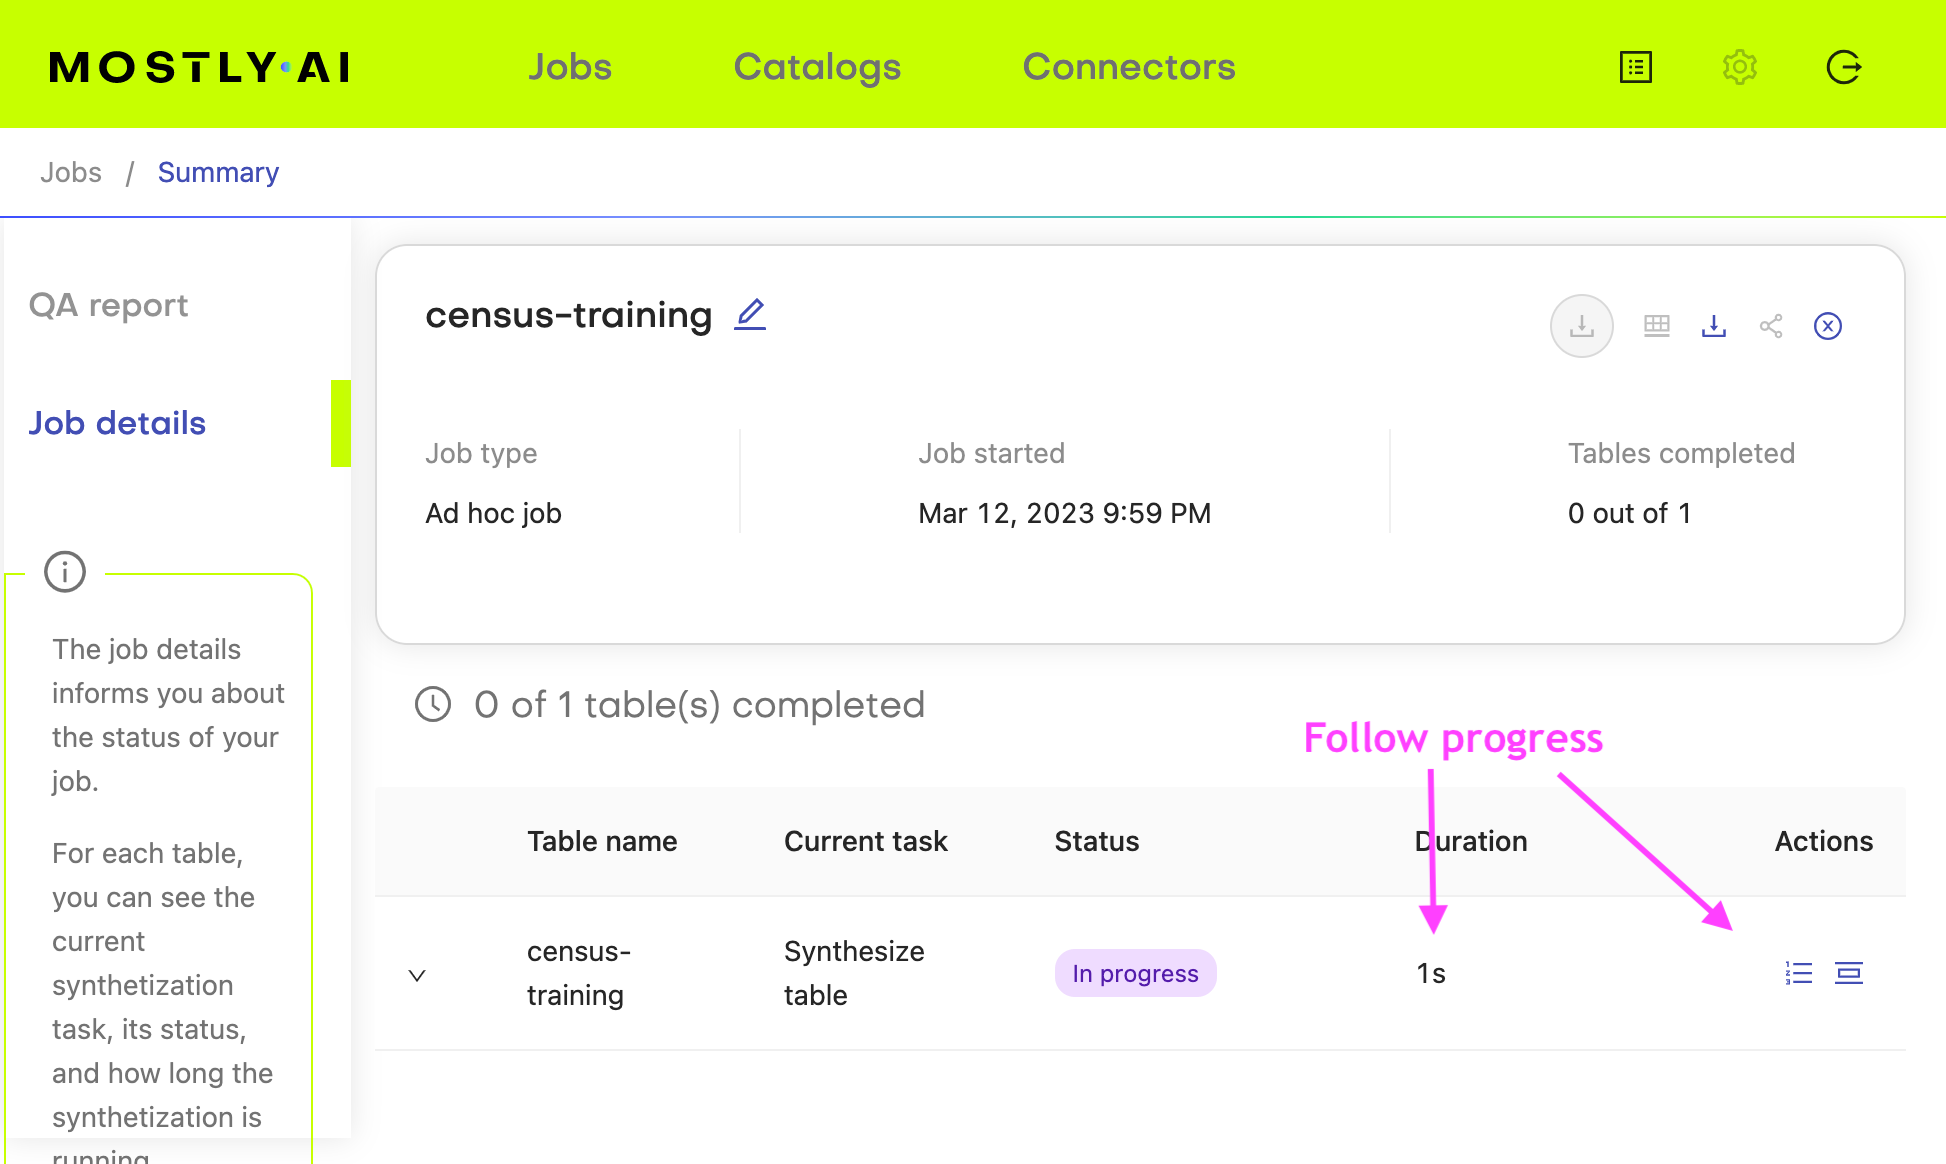 MOSTLY·AI
Jobs
Catalogs
Connectors
Jobs / Summary
QA report
Job details
The job details
informs you about
the status of your
job.
For each table,
you can see the
current
synthetization
task, its status,
and how long the
synthetization is
running
census-training
Job type
Ad hoc job
Job started
Mar 12, 2023 9:59 PM
Tables completed
0 out of 1
0 of 1 table(s) completed
Follow progress
Table name
Current task
Status
Duration
Actions
census-
training
Synthesize
table
In progress
1s